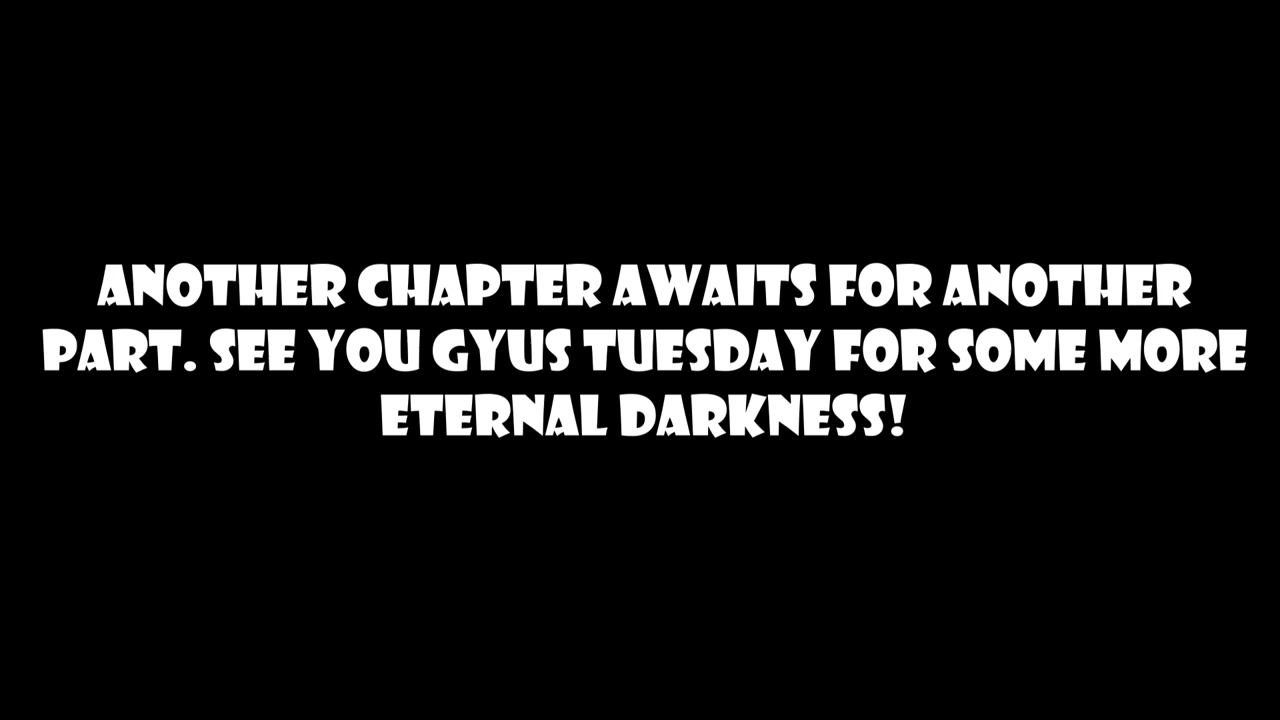 ANOTHER CHAPTER AWAITS FOR ANOTHER
PART. SEE YOU GYUS TUESDAY FOR SOME MORE
ETERNAL DARKNESS!